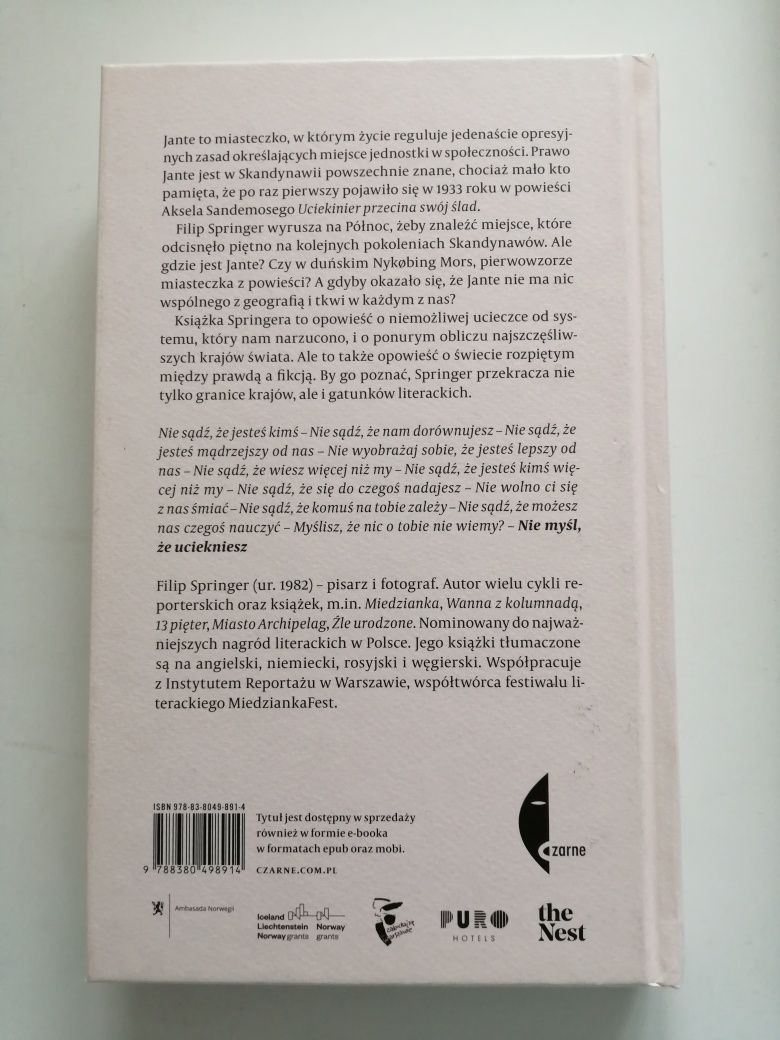 Jante to miasteczko, w którym życie reguluje jedenaście opresyj-
nych zasad określających miejsce jednostki w społeczności. Prawo
Jante jest w Skandynawii powszechnie znane, chociaż mało kto
pamięta, że po raz pierwszy pojawiło się w 1933 roku w powieści
Aksela Sandemosego Uciekinier przecina swój ślad.
Filip Springer wyrusza na Północ, żeby znaleźć miejsce, które
odcisnęło piętno na kolejnych pokoleniach Skandynawów. Ale
gdzie jest Jante? Czy w duńskim Nykøbing Mors, pierwowzorze
miasteczka z powieści? A gdyby okazało się, że Jante nie ma nic
wspólnego z geografią i tkwi w każdym z nas?
Książka Springera to opowieść o niemożliwej ucieczce od sys-
temu, który nam narzucono, i o ponurym obliczu najszczęśliw-
szych krajów świata. Ale to także opowieść o świecie rozpiętym
między prawdą a fikcją. By go poznać, Springer przekracza nie
tylko granice krajów, ale i gatunków literackich.
Nie sądź, że jesteś kimś – Nie sądź, że nam dorównujesz – Nie sądź, że
jesteś mądrzejszy od nas – Nie wyobrażaj sobie, że jesteś lepszy od
nas – Nie sądź, że wiesz więcej niż my – Nie sądź, że jesteś kimś wię-
cej niż my – Nie sądź, że się do czegoś nadajesz – Nie wolno ci się
z nas śmiać – Nie sądź, że komuś na tobie zależy – Nie sądź, że możesz
nas czegoś nauczyć – Myślisz, że nic o tobie nie wiemy? – Nie myśl,
że uciekniesz
Filip Springer (ur. 1982) – pisarz i fotograf. Autor wielu cykli re-
porterskich oraz książek, m.in. Miedzianka, Wanna z kolumnadą,
13 pięter, Miasto Archipelag, Źle urodzone. Nominowany do najważ-
niejszych nagród literackich w Polsce. Jego książki tłumaczone
są na angielski, niemiecki, rosyjski i węgierski. Współpracuje
z Instytutem Reportażu w Warszawie, współtwórca festiwalu li-
terackiego MiedziankaFest.
ISBN 978-83-8049-891-4
9 788380 498914
Tytuł jest dostępny w sprzedaży
również w formie e-booka
w formatach epub oraz mobi.
CZARNE.COM.PL
czarne
Ambasada Norwegii
Iceland
Liechtenstein
Norway grants
Norway
grants
zakochaj się
warszawie
PURO
HOTELS
the
Nest